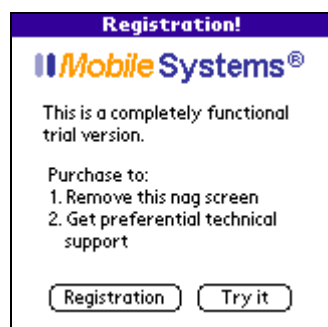 Registration!
Mobile Systems®
This is a completely functional
trial version.
Purchase to:
1. Remove this nag screen
2. Get preferential technical
support
Registration Try it